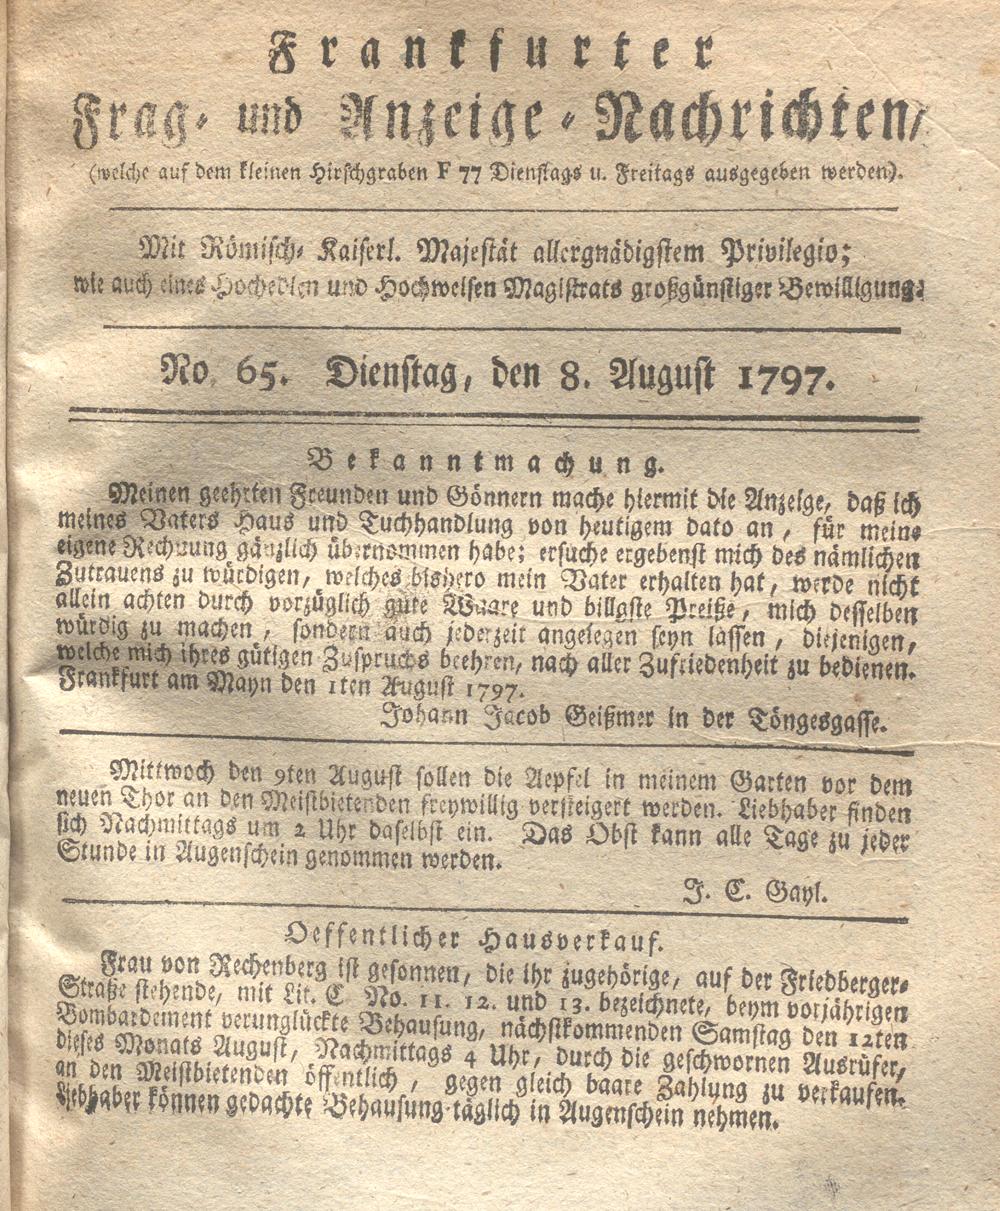 Frankfurter
Frag- und Anzeige-Nachrichten,
(welche auf dem kleinen Hirschgraben F 77 Dienstags u. Freitags ausgegeben werden).
Mit Römisch-Kaiserl. Majestät allergnädigstem Privilegio;
wie auch eines Hochedlen und Hochweisen Magistrats großgünstiger Bewilligung.
No. 65. Dienstag, den 8. August 1797.
Bekanntmachung.
Meinen geehrten Freunden und Gönnern mache hiermit die Anzeige, daß ich
meines Vaters Haus und Tuchhandlung von heutigem dato an, für meine
eigene Rechnung gänzlich übernommen habe; ersuche ergebenst mich des nämlichen
Zutrauens zu würdigen, welches bishero mein Vater erhalten hat, werde nicht
allein achten durch vorzüglich gute Waare und billgste Preiße, mich desselben
würdig zu machen, sondern auch jederzeit angelegen seyn lassen, diejenigen,
welche mich ihres gütigen Zuspruchs beehren, nach aller Zufriedenheit zu bedienen.
Frankfurt am Mayn den 1ten August 1797.
Johann Jacob Geißmer in der Töngesgasse.
Mittwoch den 9ten August sollen die Aepfel in meinem Garten vor dem
neuen Thor an den Meistbietenden freywillig versteigert werden. Liebhaber finden
sich Nachmittags um 2 Uhr daselbst ein. Das Obst kann alle Tage zu jeder
Stunde in Augenschein genommen werden.
J. C. Gayl.
Oeffentlicher Hausverkauf.
Frau von Rechenberg ist gesonnen, die ihr zugehörige, auf der Friedberger-
Straße stehende, mit Lit. C No. 11. 12. und 13. bezeichnete, beym vorjährigen
Bombardement verunglückte Behausung, nächstkommenden Samstag den 12ten
dieses Monats August, Nachmittags 4 Uhr, durch die geschwornen Ausrüfer,
an den Meistbietenden öffentlich, gegen gleich baare Zahlung zu verkaufen.
Liebhaber können gedachte Behausung täglich in Augenschein nehmen.